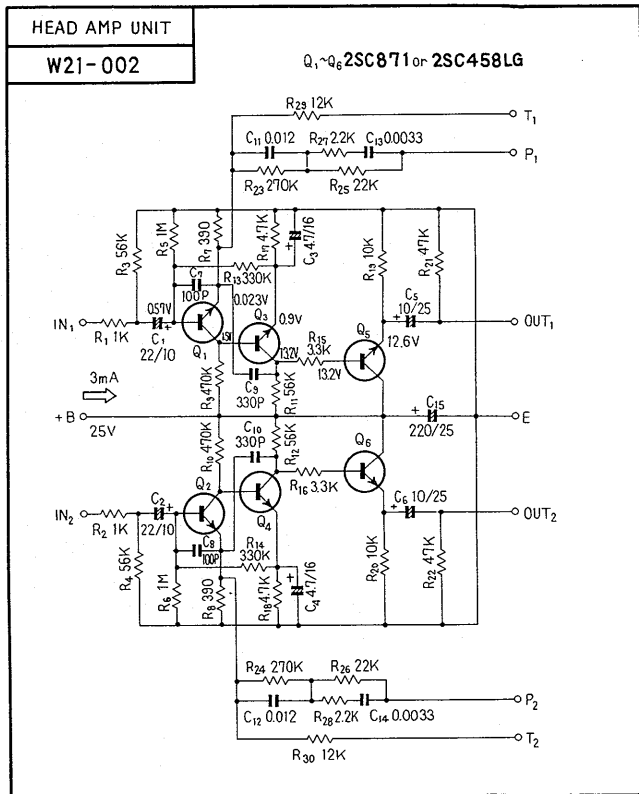 HEAD AMP UNIT
W21-002
Q₁~Q₆ 2SC871 or 2SC458LG
R₂₉ 12K
T₁
C₁₁ 0.012
R₂₇ 2.2K
C₁₃ 0.0033
P₁
R₂₃ 270K
R₂₅ 22K
R₃ 56K
R₅ 1M
R₇ 390
R₁₇ 4.7K
+
C₃ 4.7/16
R₁₉ 10K
R₂₁ 47K
R₁₃ 330K
C₇
100P
0.023V
C₅
10/25
+
0.57V
Q₃
0.9V
IN₁
R₁ 1K
+
C₁
22/10
Q₁
1.5V
R₁₅
3.3K
Q₅
12.6V
OUT₁
13.2V
13.2V
R₉ 470K
C₉
330P
R₁₁ 56K
3mA
+B
25V
+
C₁₅
220/25
E
R₁₀ 470K
C₁₀
330P
R₁₂ 56K
Q₆
Q₂
R₁₆ 3.3K
C₆ 10/25
+
IN₂
R₂ 1K
C₂
+
22/10
Q₄
OUT₂
R₄ 56K
C₈
100P
R₁₄
330K
R₆ 1M
R₈ 390
R₁₈ 4.7K
+
C₄ 4.7/16
R₂₀ 10K
R₂₂ 47K
R₂₄ 270K
R₂₆ 22K
C₁₂ 0.012
R₂₈ 2.2K
C₁₄ 0.0033
P₂
R₃₀ 12K
T₂